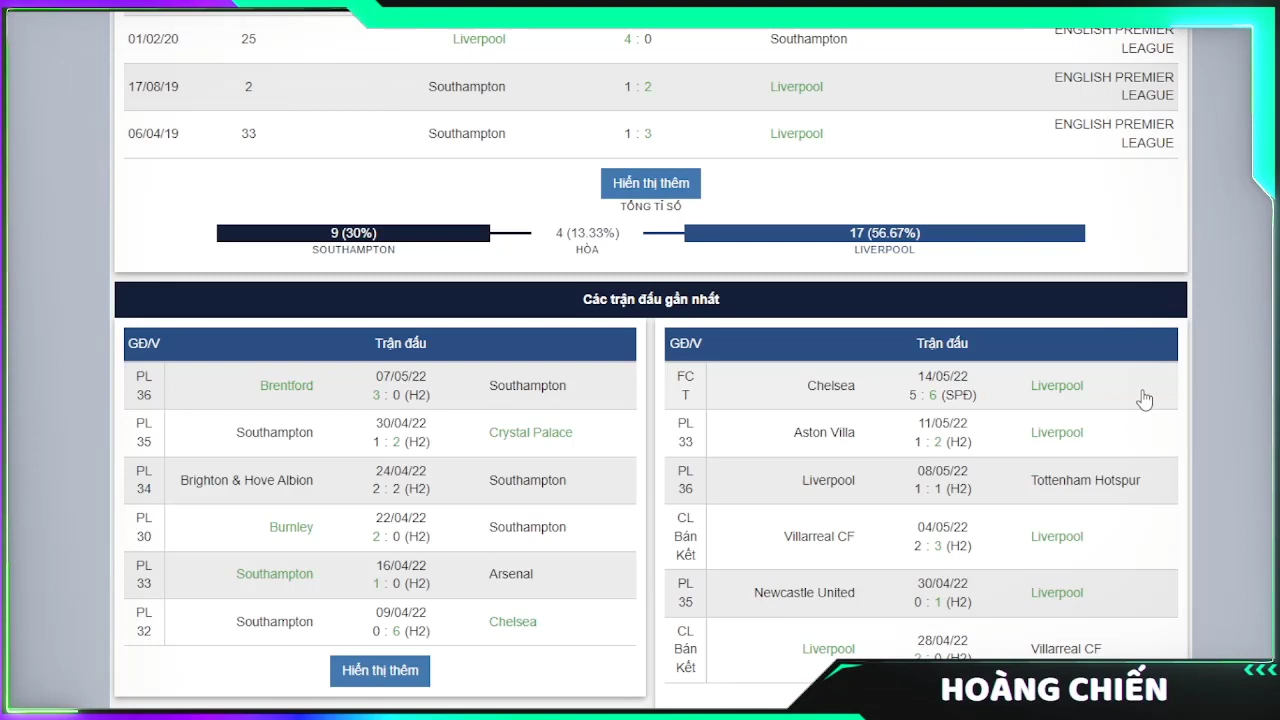 ENGLISH PREMIER
01/02/20 25 Liverpool 4 : 0 Southampton LEAGUE
17/08/19 2 Southampton 1 : 2 Liverpool ENGLISH PREMIER
LEAGUE
06/04/19 33 Southampton 1 : 3 Liverpool ENGLISH PREMIER
LEAGUE
Hiển thị thêm
TỔNG TỈ SỐ
9 (30%) 4 (13.33%) 17 (56.67%)
SOUTHAMPTON HÒA LIVERPOOL
Các trận đấu gần nhất
GĐ/V Trận đấu
PL 07/05/22
36 Brentford 3 : 0 (H2) Southampton
PL 30/04/22
35 Southampton 1 : 2 (H2) Crystal Palace
PL 24/04/22
34 Brighton & Hove Albion 2 : 2 (H2) Southampton
PL 22/04/22
30 Burnley 2 : 0 (H2) Southampton
PL 16/04/22
33 Southampton 1 : 0 (H2) Arsenal
PL 09/04/22
32 Southampton 0 : 6 (H2) Chelsea
Hiển thị thêm
GĐ/V Trận đấu
FC 14/05/22
T Chelsea 5 : 6 (SPĐ) Liverpool
PL 11/05/22
33 Aston Villa 1 : 2 (H2) Liverpool
PL 08/05/22
36 Liverpool 1 : 1 (H2) Tottenham Hotspur
CL 04/05/22
Bán Villarreal CF Liverpool
Kết 2 : 3 (H2)
PL 30/04/22
35 Newcastle United 0 : 1 (H2) Liverpool
CL 28/04/22
Bán Liverpool Villarreal CF
Kết 2 : 0 (H2)
HOÀNG CHIẾN